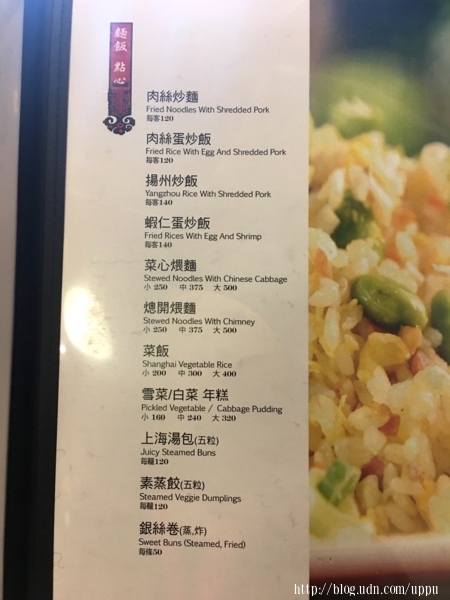 麵飯 點心
肉絲炒麵
Fried Noodles With Shredded Pork
每客120
肉絲蛋炒飯
Fried Rice With Egg And Shredded Pork
每客120
揚州炒飯
Yangzhou Rice With Shredded Pork
每客140
蝦仁蛋炒飯
Fried Rices With Egg And Shrimp
每客140
菜心煨麵
Stewed Noodles With Chinese Cabbage
小 250 中 375 大 500
熜開煨麵
Stewed Noodles With Chimney
小 250 中 375 大 500
菜飯
Shanghai Vegetable Rice
小 200 中 300 大 400
雪菜/白菜 年糕
Pickled Vegetable / Cabbage Pudding
小 160 中 240 大 320
上海湯包(五粒)
Juicy Steamed Buns
每籠120
素蒸餃(五粒)
Steamed Veggie Dumplings
每籠120
銀絲卷(蒸,炸)
Sweet Buns (Steamed, Fried)
每條50
http://blog.udn.com/uppu